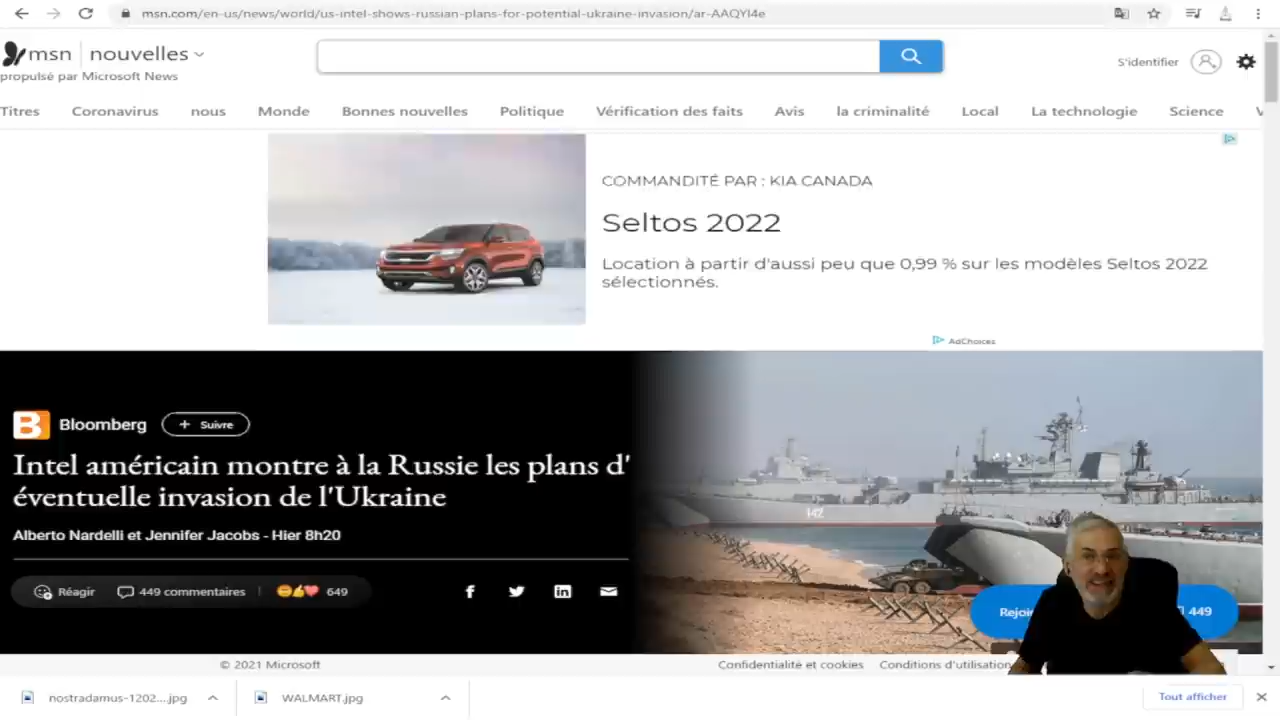 msn.com/en-us/news/world/us-intel-shows-russian-plans-for-potential-ukraine-invasion/ar-AAQYI4e
msn nouvelles
propulsé par Microsoft News
S'identifier
Titres Coronavirus nous Monde Bonnes nouvelles Politique Vérification des faits Avis la criminalité Local La technologie Science
COMMANDITÉ PAR : KIA CANADA
Seltos 2022
Location à partir d'aussi peu que 0,99 % sur les modèles Seltos 2022
sélectionnés.
AdChoices
B Bloomberg + Suivre
Intel américain montre à la Russie les plans d'
éventuelle invasion de l'Ukraine
Alberto Nardelli et Jennifer Jacobs - Hier 8h20
142
Réagir 449 commentaires 649
449
© 2021 Microsoft Confidentialité et cookies Conditions d'utilisation
nostradamus-1202....jpg WALMART.jpg Tout afficher